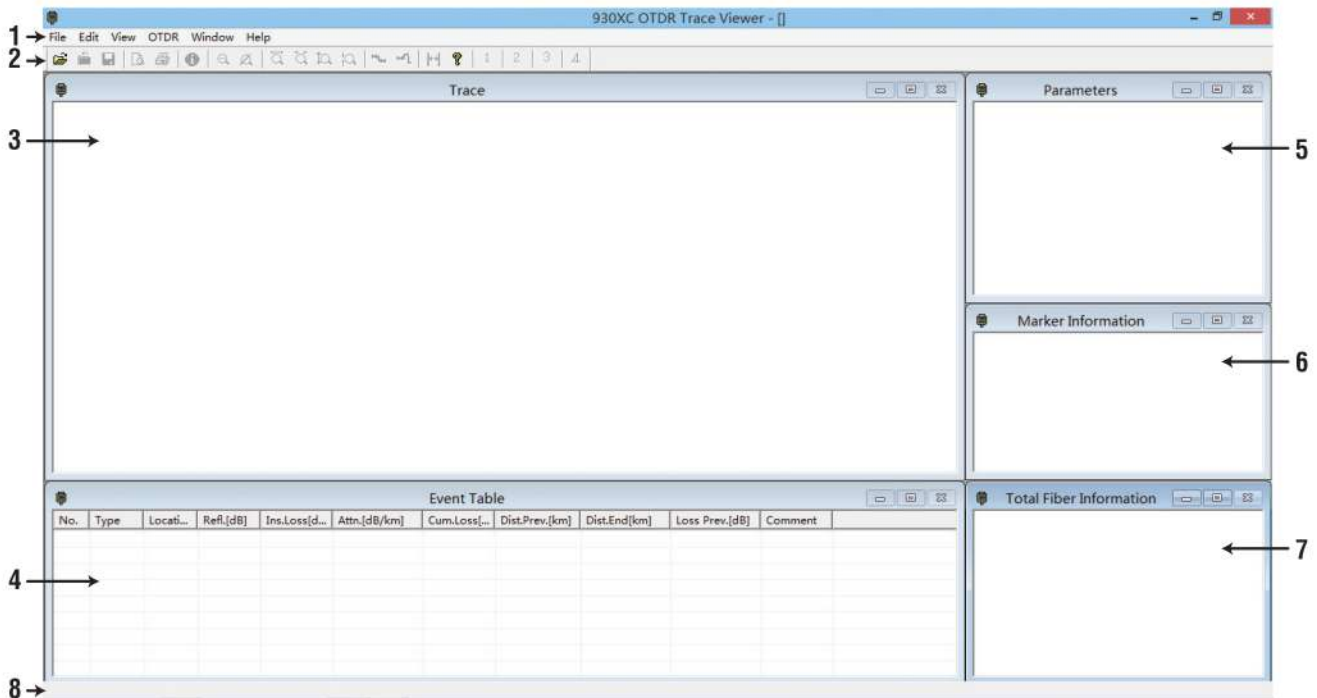 930XC OTDR Trace Viewer - []
1 File Edit View OTDR Window Help
2 1 2 3 4
Trace
Parameters
3
5
Marker Information
6
Event Table
Total Fiber Information
No. Type Locati... Refl.[dB] Ins.Loss[d... Attn.[dB/km] Cum.Loss[... Dist.Prev.[km] Dist.End[km] Loss Prev.[dB] Comment
7
4
8